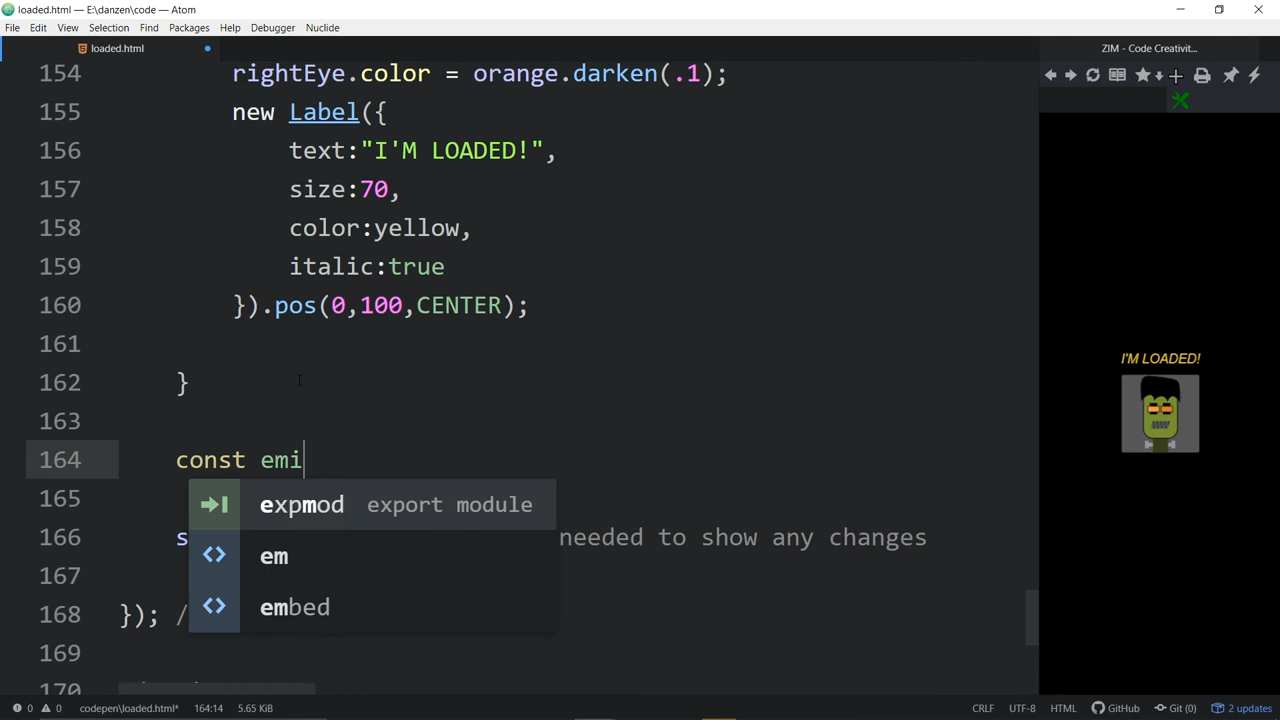 loaded.html — E:\danzen\code — Atom
File Edit View Selection Find Packages Help Debugger Nuclide
loaded.html
ZIM - Code Creativit...
154 rightEye.color = orange.darken(.1);
155 new Label({
156 text:"I'M LOADED!",
157 size:70,
158 color:yellow,
159 italic:true
160 }).pos(0,100,CENTER);
161
162 }
163
164 const emi
165 expmod export module
166 s needed to show any changes
em
167
embed
168 }); /
169
170
I'M LOADED!
0 0 codepen\loaded.html* 164:14 5.65 KiB CRLF UTF-8 HTML GitHub Git (0) 2 updates